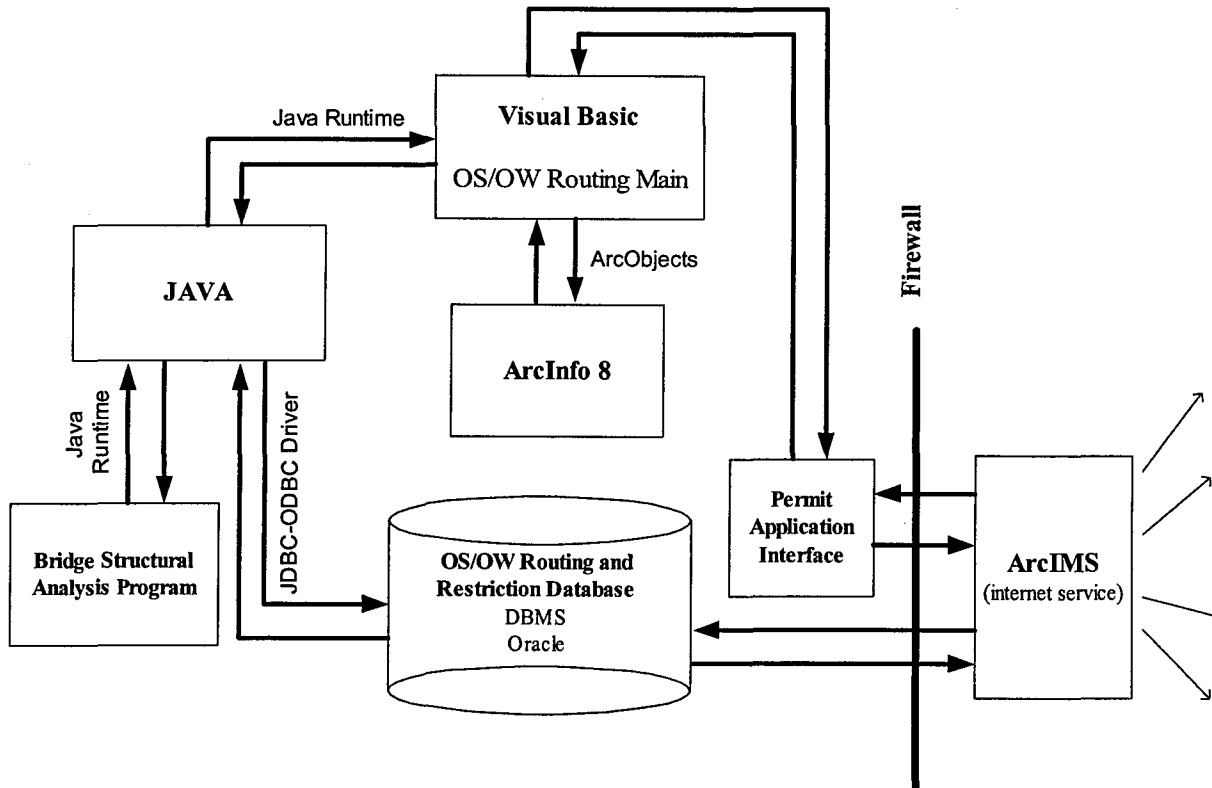 Visual Basic
OS/OW Routing Main
Java Runtime
JAVA
ArcObjects
ArcInfo 8
Firewall
Java
Runtime
JDBC-ODBC Driver
Bridge Structural
Analysis Program
OS/OW Routing and
Restriction Database
DBMS
Oracle
Permit
Application
Interface
ArcIMS
(internet service)